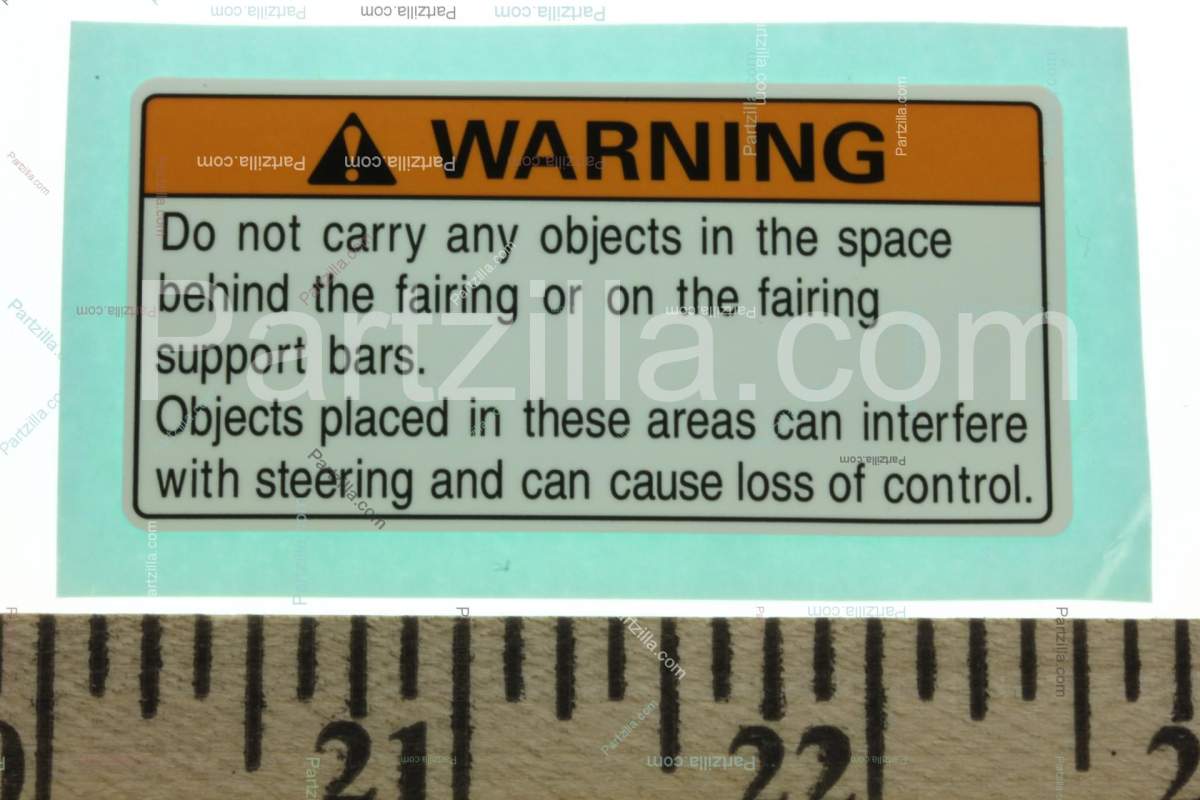 WARNING
Do not carry any objects in the space
behind the fairing or on the fairing
support bars.
Objects placed in these areas can interfere
with steering and can cause loss of control.
Partzilla.com
21 22